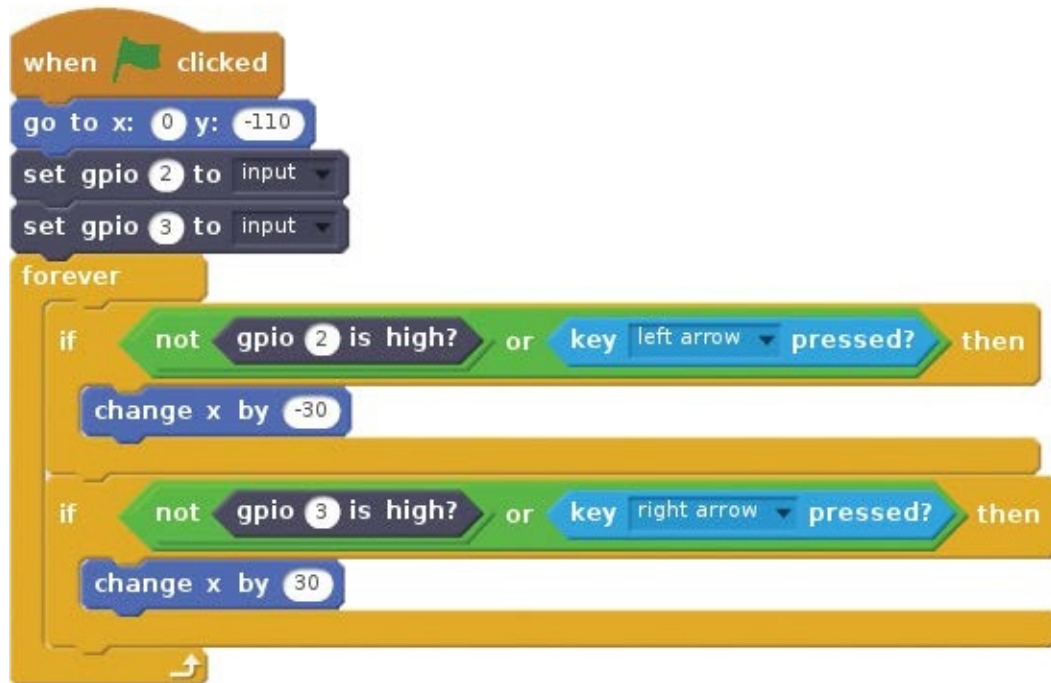 when clicked
go to x: 0 y: -110
set gpio 2 to input
set gpio 3 to input
forever
if not gpio 2 is high? or key left arrow pressed? then
change x by -30
if not gpio 3 is high? or key right arrow pressed? then
change x by 30